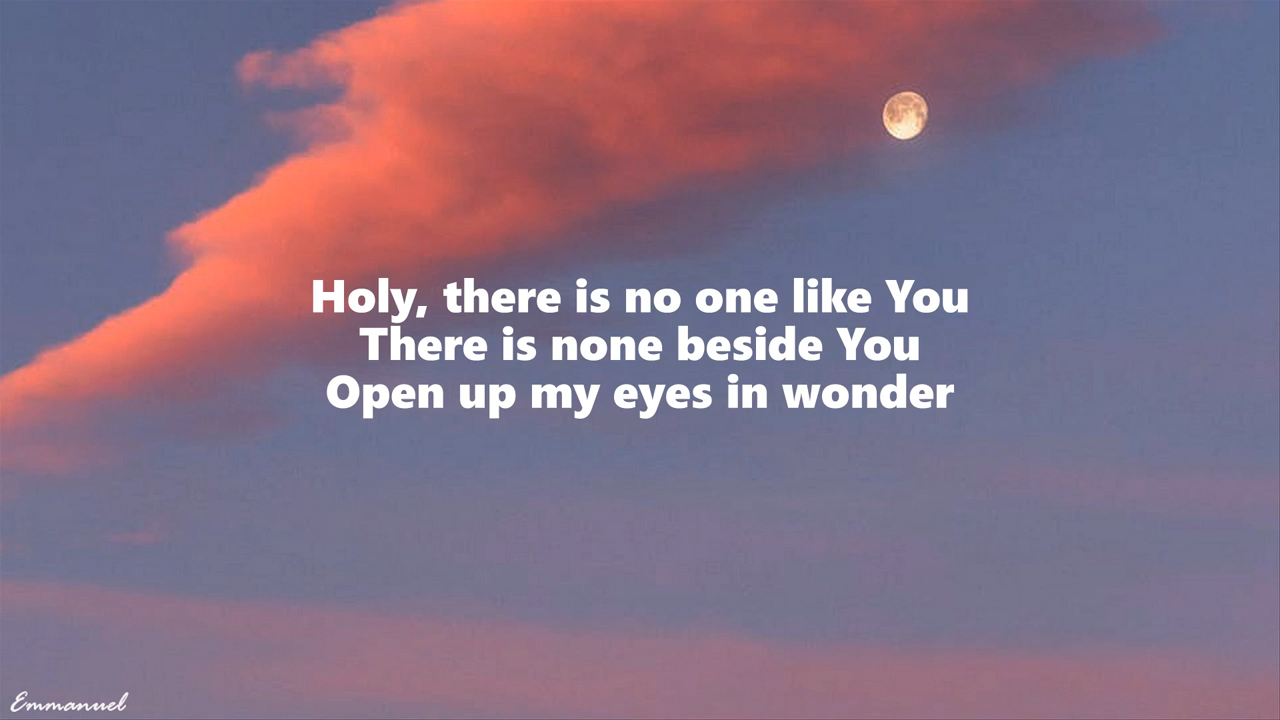 Holy, there is no one like You
There is none beside You
Open up my eyes in wonder
Emmanuel